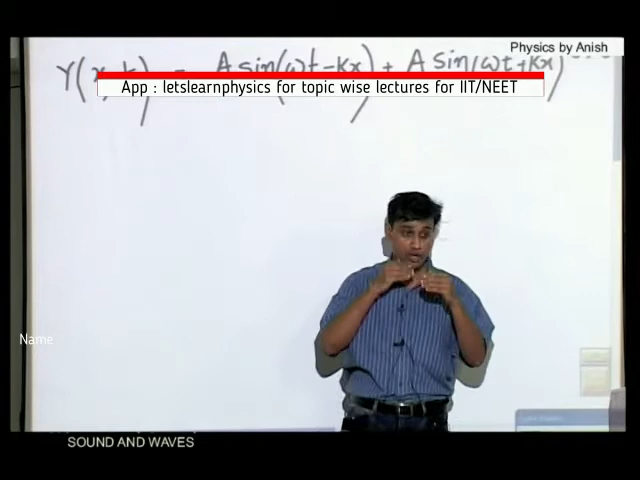 Physics by Anish
Y(x, t) = A sin(ωt - kx) + A sin(ωt + kx)
App : letslearnphysics for topic wise lectures for IIT/NEET
Name
SOUND AND WAVES